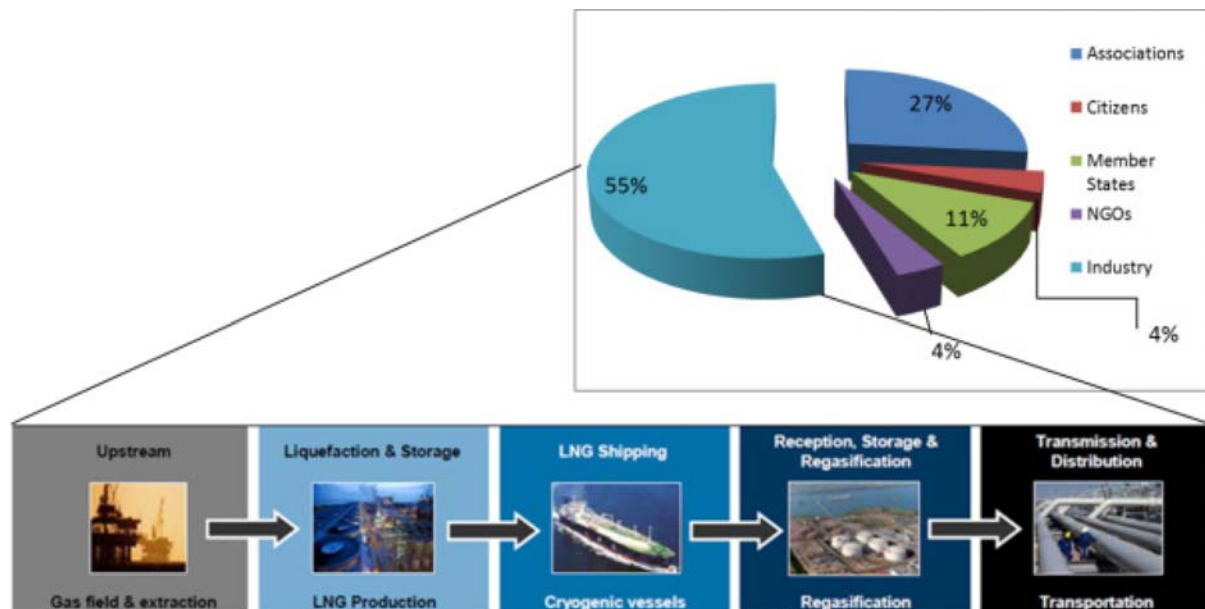 27%
Associations
Citizens
Member
States
NGOs
Industry
55%
11%
4%
4%
Upstream
Gas field & extraction
Liquefaction & Storage
LNG Production
LNG Shipping
Cryogenic vessels
Reception, Storage &
Regasification
Regasification
Transmission &
Distribution
Transportation